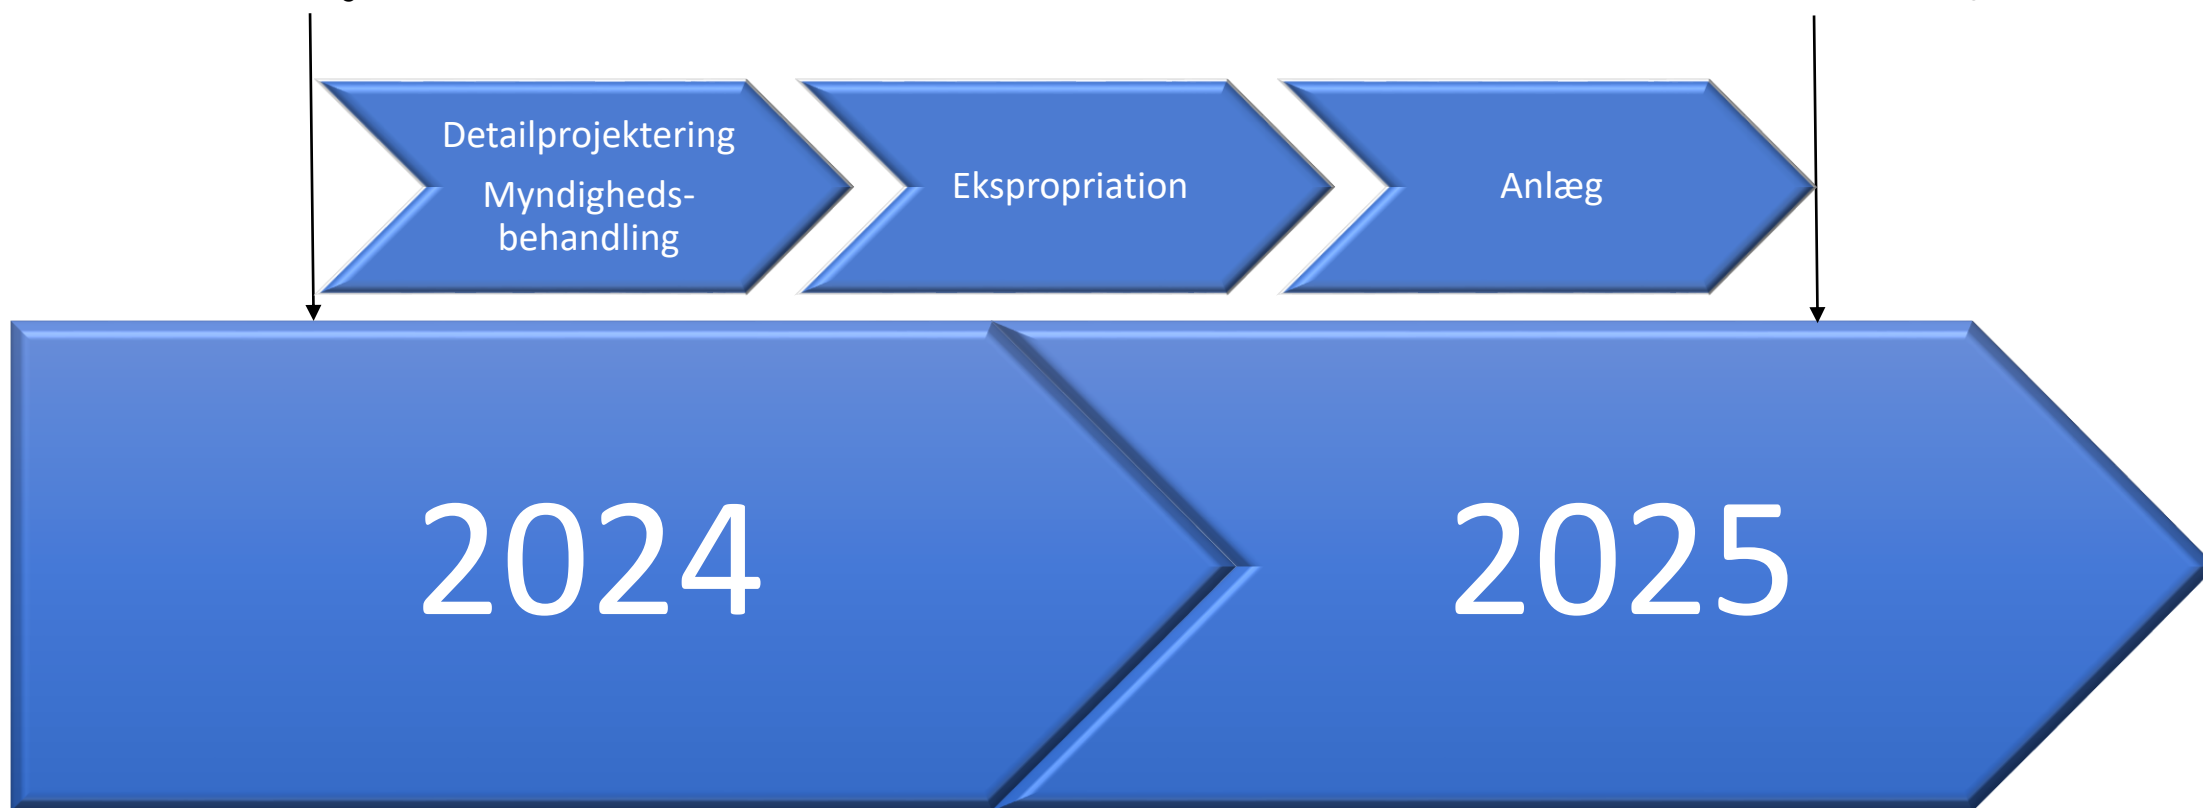 Detailprojektering
Myndigheds-
behandling
Ekspropriation
Anlæg
2024
2025